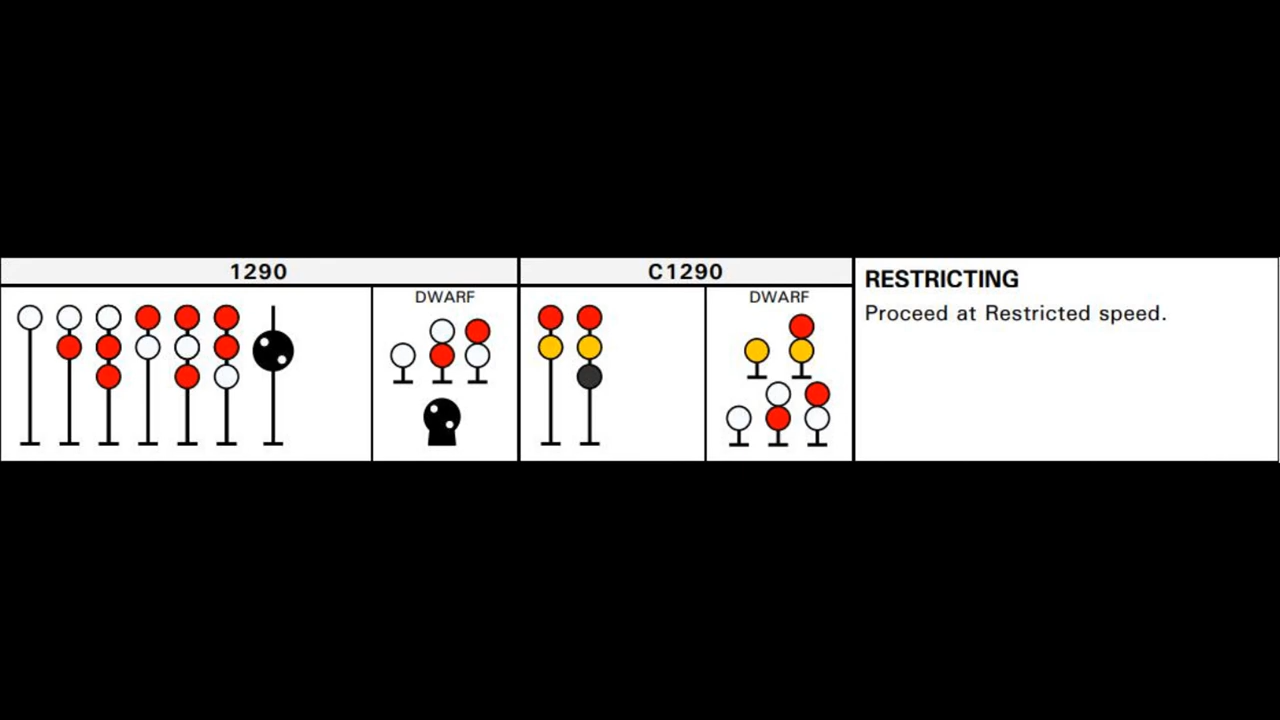 1290
C1290
RESTRICTING
DWARF
DWARF
Proceed at Restricted speed.